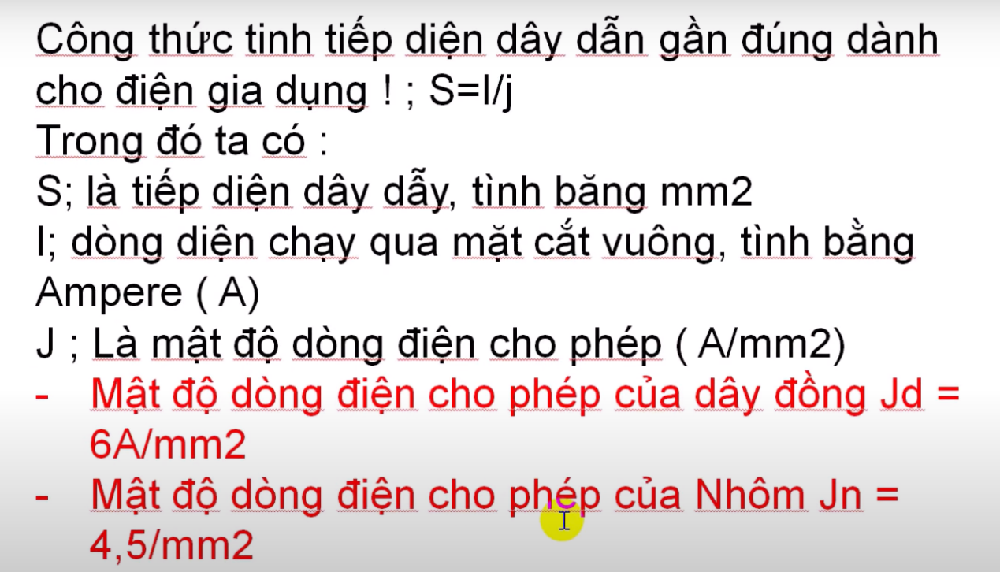 Công thức tinh tiếp diện dây dẫn gần đúng dành
cho điện gia dụng ! ; S=I/j
Trong đó ta có :
S; là tiếp diện dây dẫy, tình băng mm2
I; dòng diện chạy qua mặt cắt vuông, tình bằng
Ampere ( A)
J ; Là mật độ dòng điện cho phép ( A/mm2)
- Mật độ dòng điện cho phép của dây đồng Jd =
6A/mm2
- Mật độ dòng điện cho phép của Nhôm Jn =
4,5/mm2